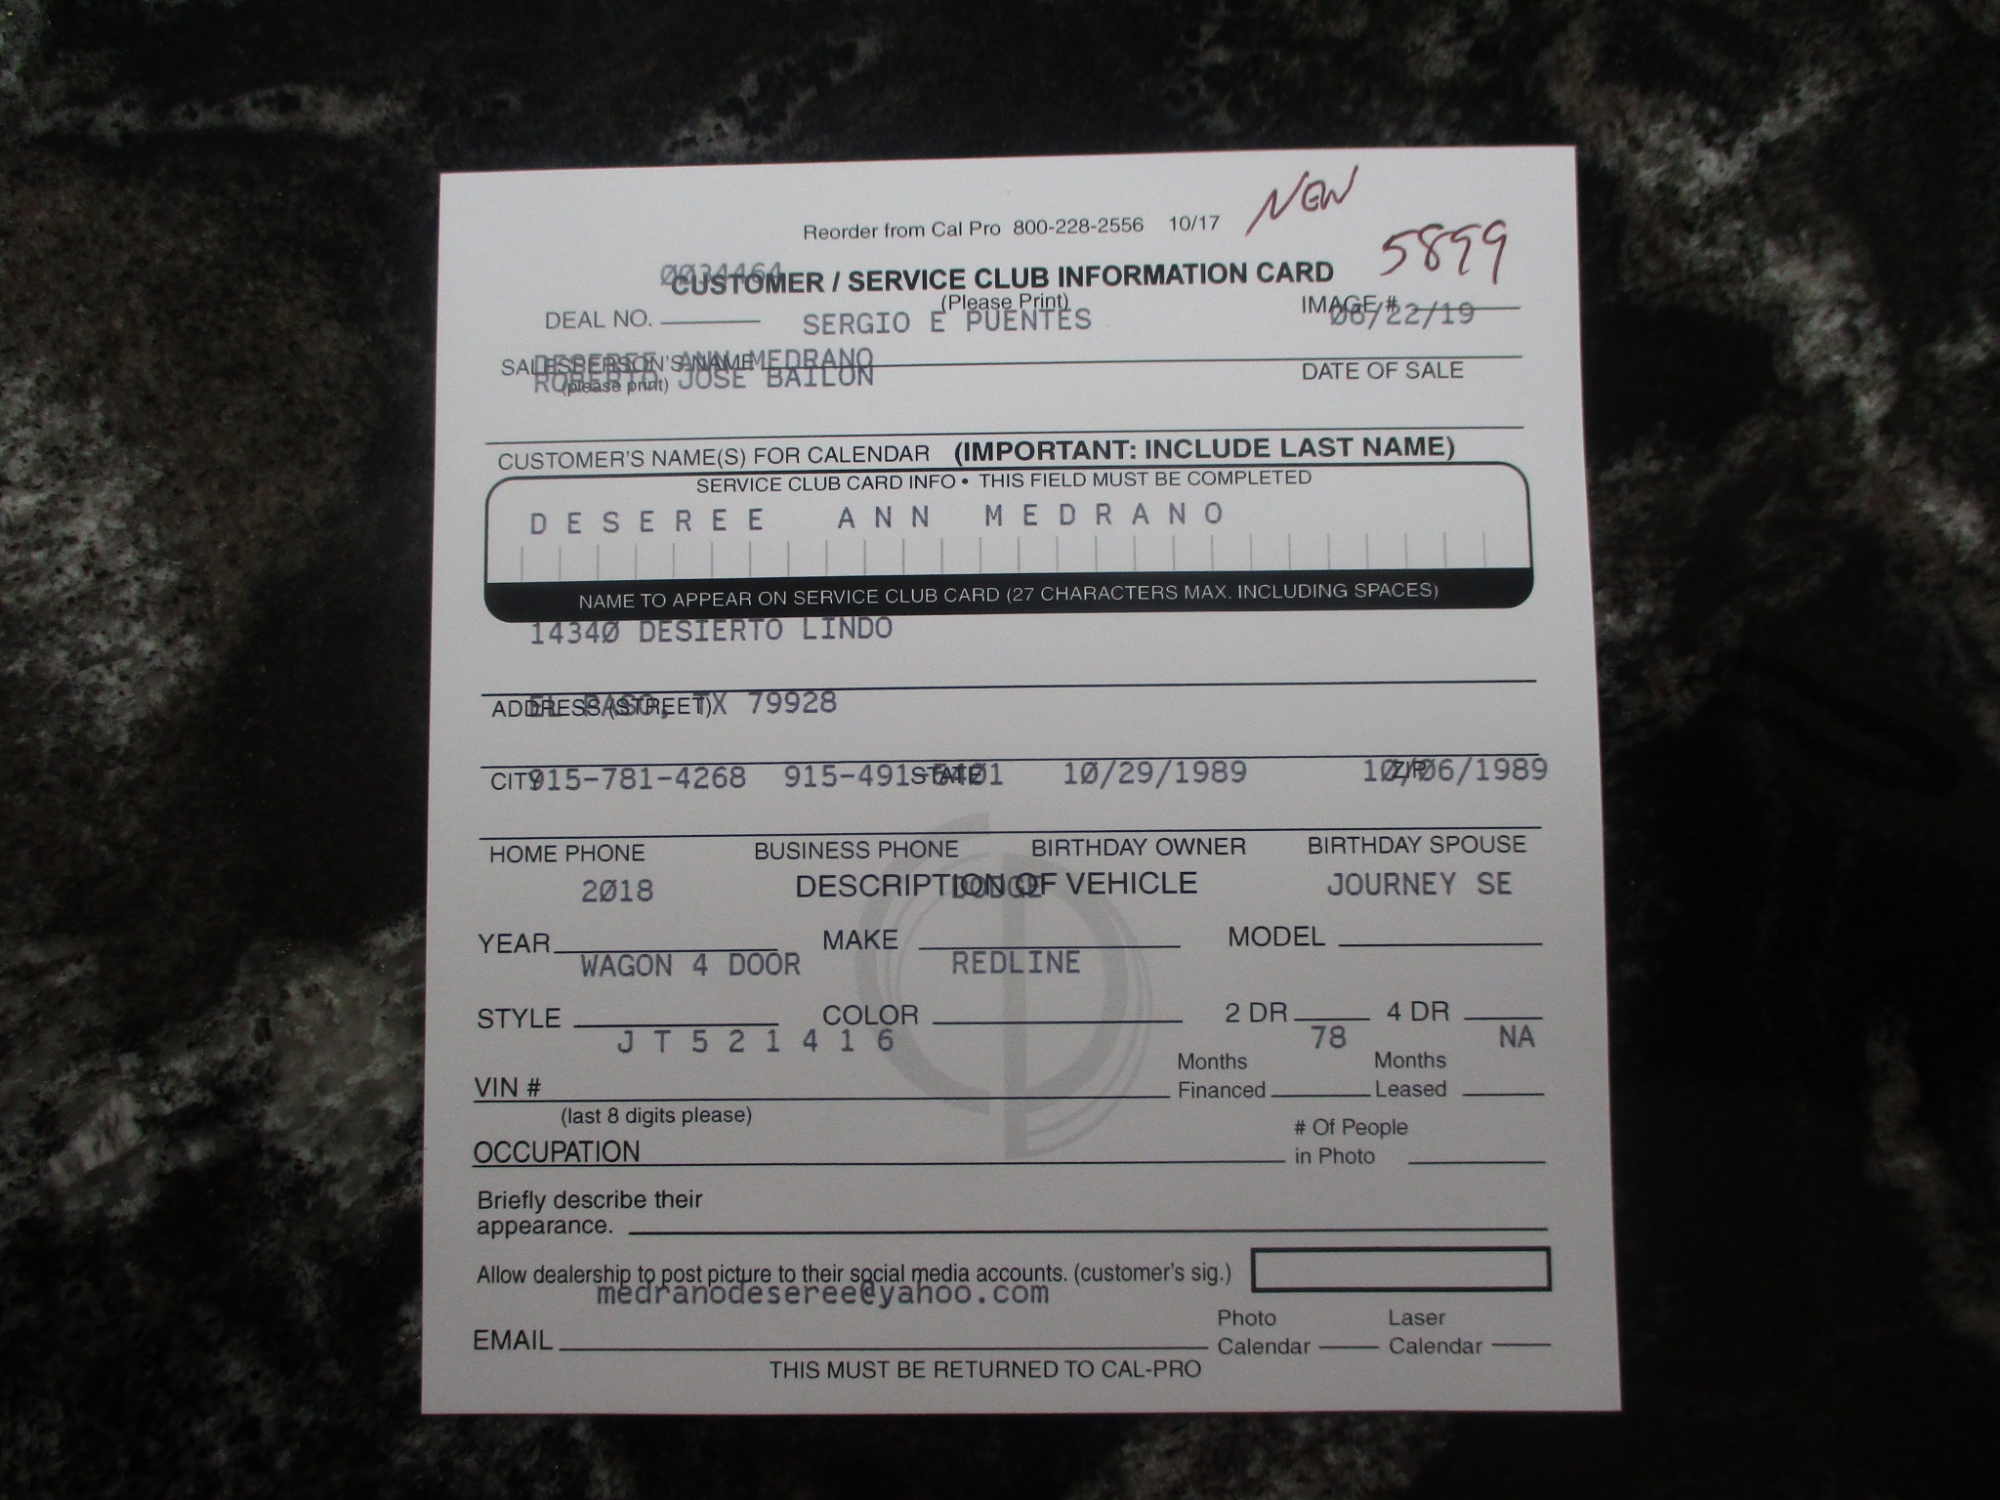 NEW
Reorder from Cal Pro 800-228-2556 10/17
5899
0034464
CUSTOMER / SERVICE CLUB INFORMATION CARD
(Please Print)
DEAL NO. SERGIO E PUENTES IMAGE # 06/22/19
DESEREE ANN MEDRANO
SALESPERSON'S NAME DATE OF SALE
ROBERTO JOSE BAILON
(please print)
CUSTOMER'S NAME(S) FOR CALENDAR (IMPORTANT: INCLUDE LAST NAME)
SERVICE CLUB CARD INFO • THIS FIELD MUST BE COMPLETED
DESEREE ANN MEDRANO
NAME TO APPEAR ON SERVICE CLUB CARD (27 CHARACTERS MAX. INCLUDING SPACES)
14340 DESIERTO LINDO
EL PASO, TX 79928
ADDRESS (STREET)
915-781-4268 10/29/1989 10/06/1989
CITY STATE ZIP
HOME PHONE BUSINESS PHONE BIRTHDAY OWNER BIRTHDAY SPOUSE
DESCRIPTION OF VEHICLE
2018 DODGE JOURNEY SE
YEAR MAKE MODEL
WAGON 4 DOOR REDLINE
STYLE COLOR 2 DR 4 DR
JT521416 78 NA
VIN # Months Financed Months Leased
(last 8 digits please)
OCCUPATION # Of People in Photo
Briefly describe their
appearance.
Allow dealership to post picture to their social media accounts. (customer's sig.)
medranodeseree@yahoo.com
EMAIL Photo Calendar Laser Calendar
THIS MUST BE RETURNED TO CAL-PRO